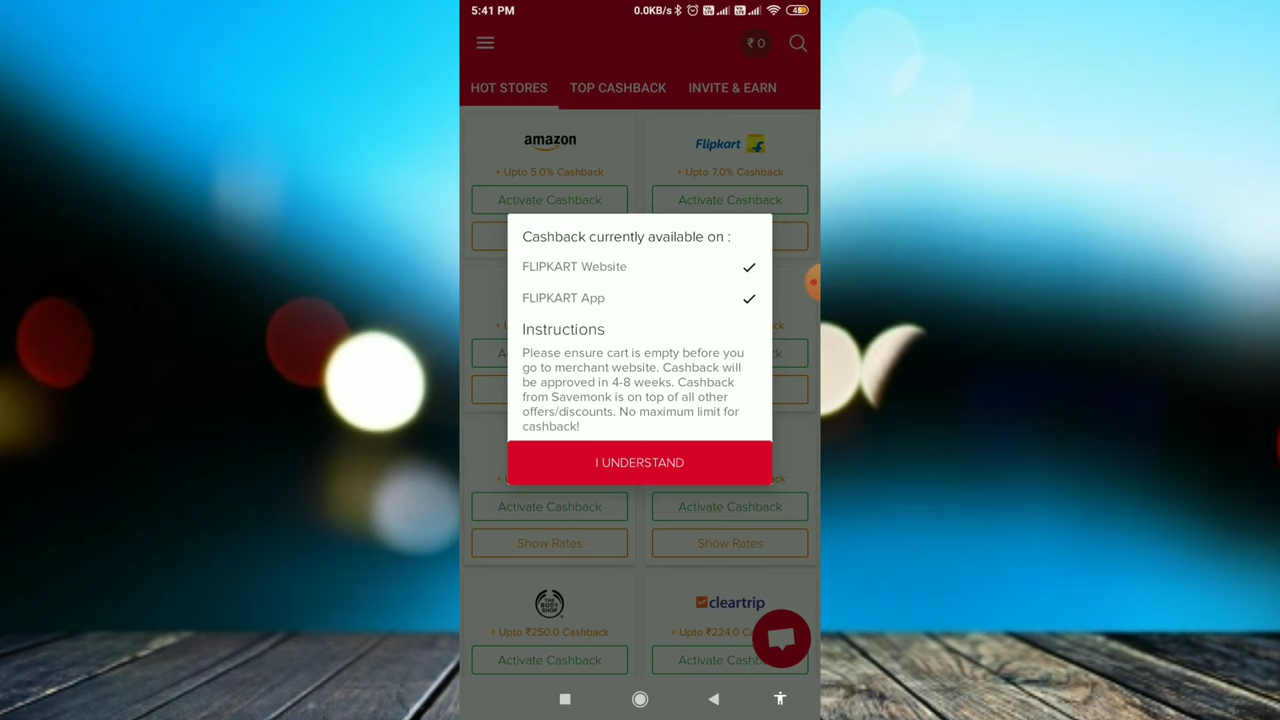 5:41 PM
0.0KB/s
45
₹ 0
HOT STORES
TOP CASHBACK
INVITE & EARN
amazon
Flipkart
+ Upto 5.0% Cashback
+ Upto 7.0% Cashback
Activate Cashback
Activate Cashback
Cashback currently available on :
FLIPKART Website
FLIPKART App
Instructions
Please ensure cart is empty before you
go to merchant website. Cashback will
be approved in 4-8 weeks. Cashback
from Savemonk is on top of all other
offers/discounts. No maximum limit for
cashback!
I UNDERSTAND
Activate Cashback
Activate Cashback
Show Rates
Show Rates
THE BODY SHOP
cleartrip
+ Upto ₹250.0 Cashback
+ Upto ₹224.0
Activate Cashback
Activate